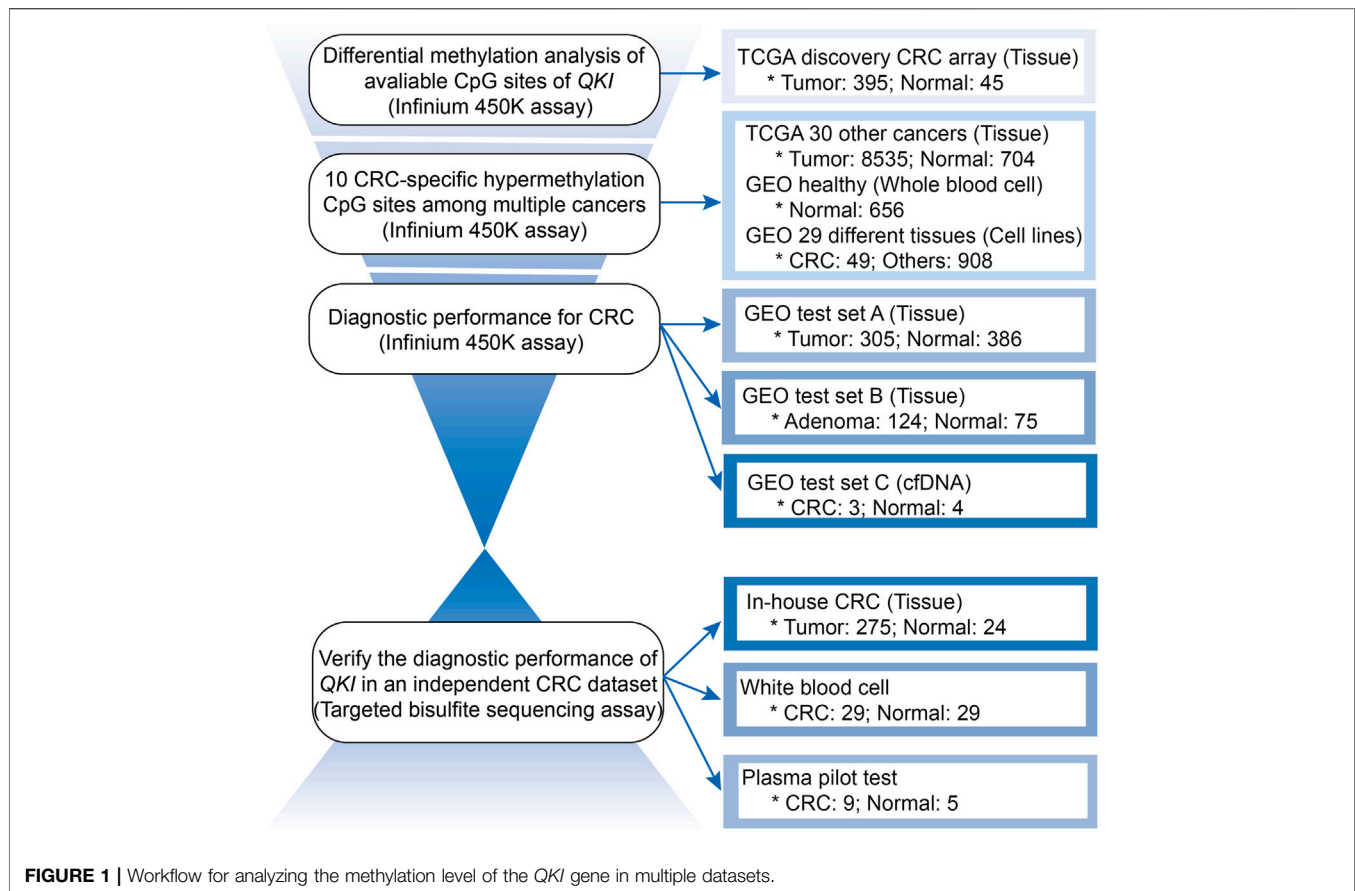 Differential methylation analysis of
avaliable CpG sites of QKI
(Infinium 450K assay)
TCGA discovery CRC array (Tissue)
* Tumor: 395; Normal: 45
10 CRC-specific hypermethylation
CpG sites among multiple cancers
(Infinium 450K assay)
TCGA 30 other cancers (Tissue)
* Tumor: 8535; Normal: 704
GEO healthy (Whole blood cell)
* Normal: 656
GEO 29 different tissues (Cell lines)
* CRC: 49; Others: 908
Diagnostic performance for CRC
(Infinium 450K assay)
GEO test set A (Tissue)
* Tumor: 305; Normal: 386
GEO test set B (Tissue)
* Adenoma: 124; Normal: 75
GEO test set C (cfDNA)
* CRC: 3; Normal: 4
Verify the diagnostic performance of
QKI in an independent CRC dataset
(Targeted bisulfite sequencing assay)
In-house CRC (Tissue)
* Tumor: 275; Normal: 24
White blood cell
* CRC: 29; Normal: 29
Plasma pilot test
* CRC: 9; Normal: 5
FIGURE 1 | Workflow for analyzing the methylation level of the QKI gene in multiple datasets.